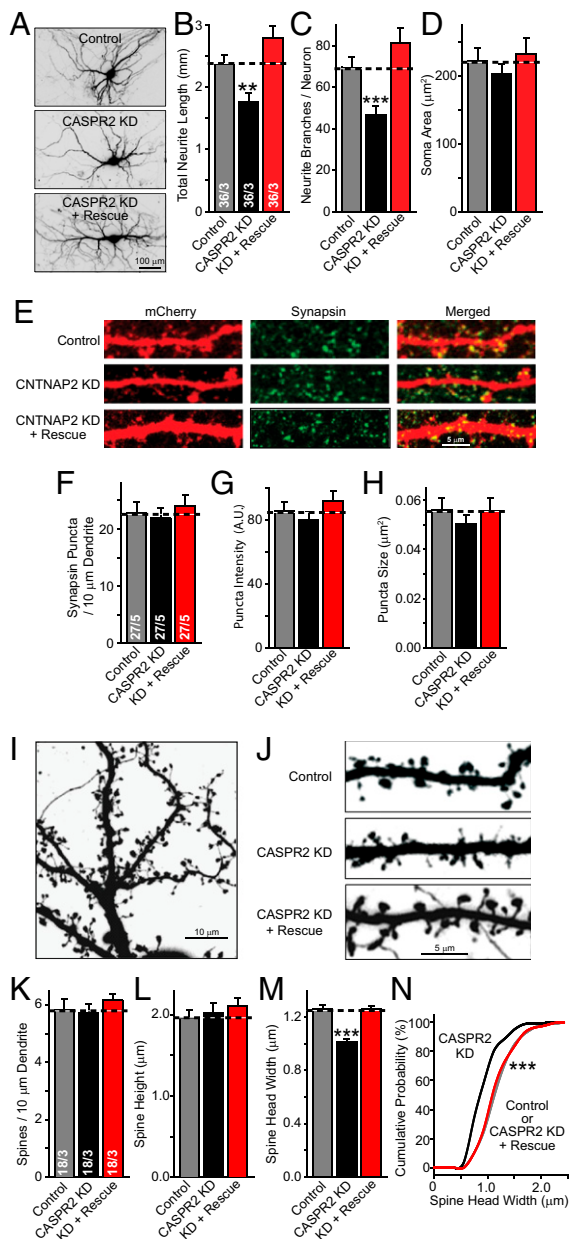 A
Control
CASPR2 KD
CASPR2 KD
+ Rescue
100 μm
B
Total Neurite Length (mm)
3
2
1
0
**
36/3
36/3
36/3
Control
CASPR2 KD
KD + Rescue
C
Neurite Branches / Neuron
80
60
40
20
0
***
Control
CASPR2 KD
KD + Rescue
D
Soma Area (μm²)
200
100
0
Control
CASPR2 KD
KD + Rescue
E
mCherry
Synapsin
Merged
Control
CNTNAP2 KD
CNTNAP2 KD
+ Rescue
5 μm
F
Synapsin Puncta
/ 10 μm Dendrite
20
10
0
27/5
27/5
27/5
Control
CASPR2 KD
KD + Rescue
G
Puncta Intensity (A.U.)
80
40
0
Control
CASPR2 KD
KD + Rescue
H
Puncta Size (μm²)
0.06
0.04
0.02
0.00
Control
CASPR2 KD
KD + Rescue
I
10 μm
J
Control
CASPR2 KD
CASPR2 KD
+ Rescue
5 μm
K
Spines / 10 μm Dendrite
6
4
2
0
18/3
18/3
18/3
Control
CASPR2 KD
KD + Rescue
L
Spine Height (μm)
2.0
1.0
0.0
Control
CASPR2 KD
KD + Rescue
M
Spine Head Width (μm)
1.2
0.8
0.4
0.0
***
Control
CASPR2 KD
KD + Rescue
N
Cumulative Probability (%)
100
80
60
40
20
0
CASPR2
KD
***
Control
or
CASPR2 KD
+ Rescue
0
1.0
2.0
Spine Head Width (μm)